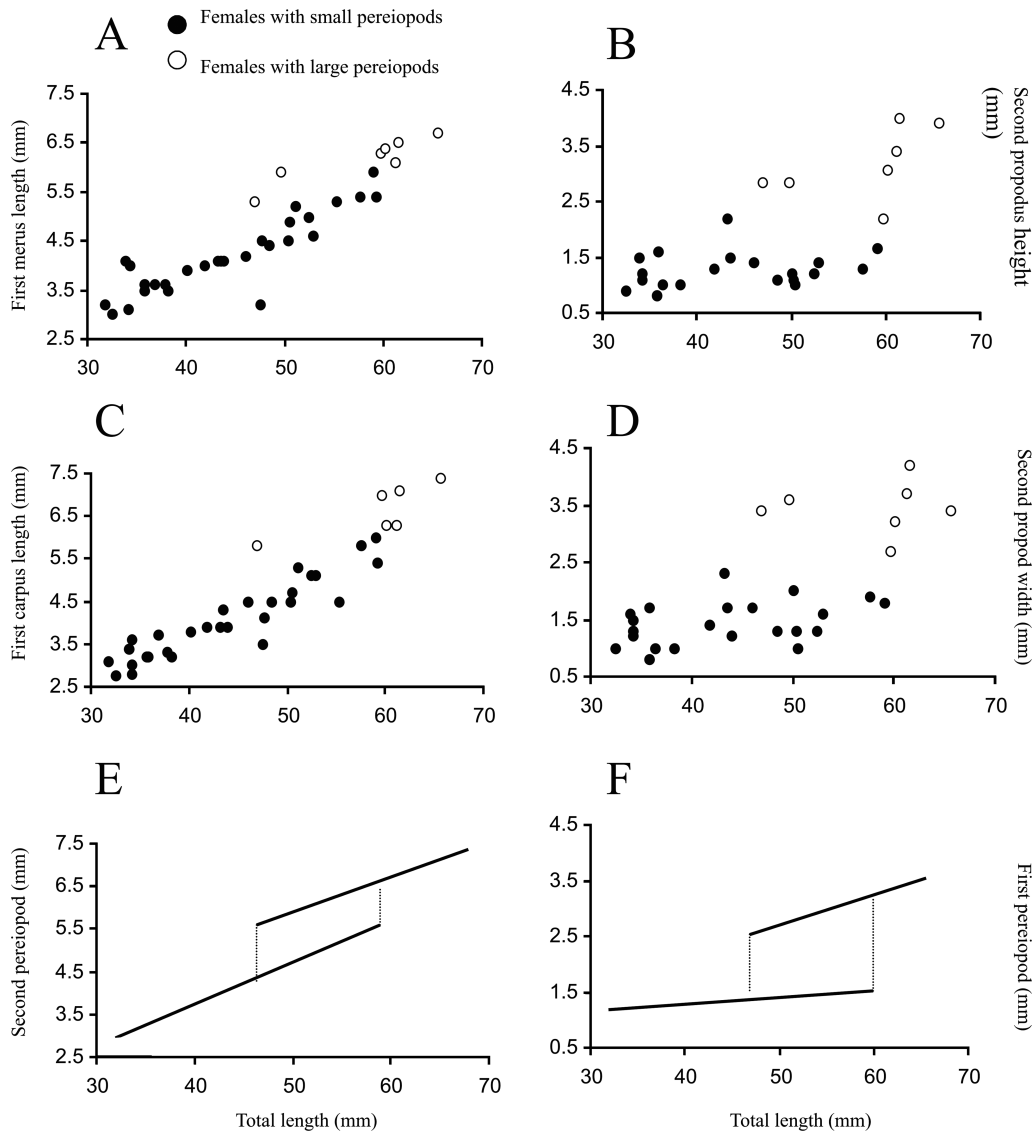 A
Females with small pereiopods
Females with large pereiopods
7.5
6.5
5.5
4.5
3.5
2.5
30 40 50 60 70
First merus length (mm)
B
4.5
3.5
2.5
1.5
0.5
30 40 50 60 70
Second propodus height
(mm)
C
7.5
6.5
5.5
4.5
3.5
2.5
30 40 50 60 70
First carpus length (mm)
D
4.5
3.5
2.5
1.5
0.5
30 40 50 60 70
Second propod width (mm)
E
7.5
6.5
5.5
4.5
3.5
2.5
30 40 50 60 70
Second pereiopod (mm)
Total length (mm)
F
4.5
3.5
2.5
1.5
0.5
30 40 50 60 70
First pereiopod (mm)
Total length (mm)